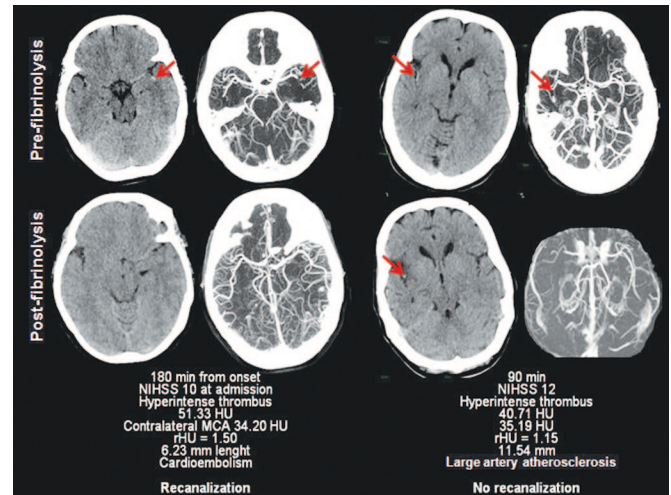 Pre-fibrinolysis
Post-fibrinolysis
180 min from onset
NIHSS 10 at admission
Hyperintense thrombus
51.33 HU
Contralateral MCA 34.20 HU
rHU = 1.50
6.23 mm lenght
Cardioembolism
Recanalization
90 min
NIHSS 12
Hyperintense thrombus
40.71 HU
35.19 HU
rHU = 1.15
11.54 mm
Large artery atherosclerosis
No recanalization